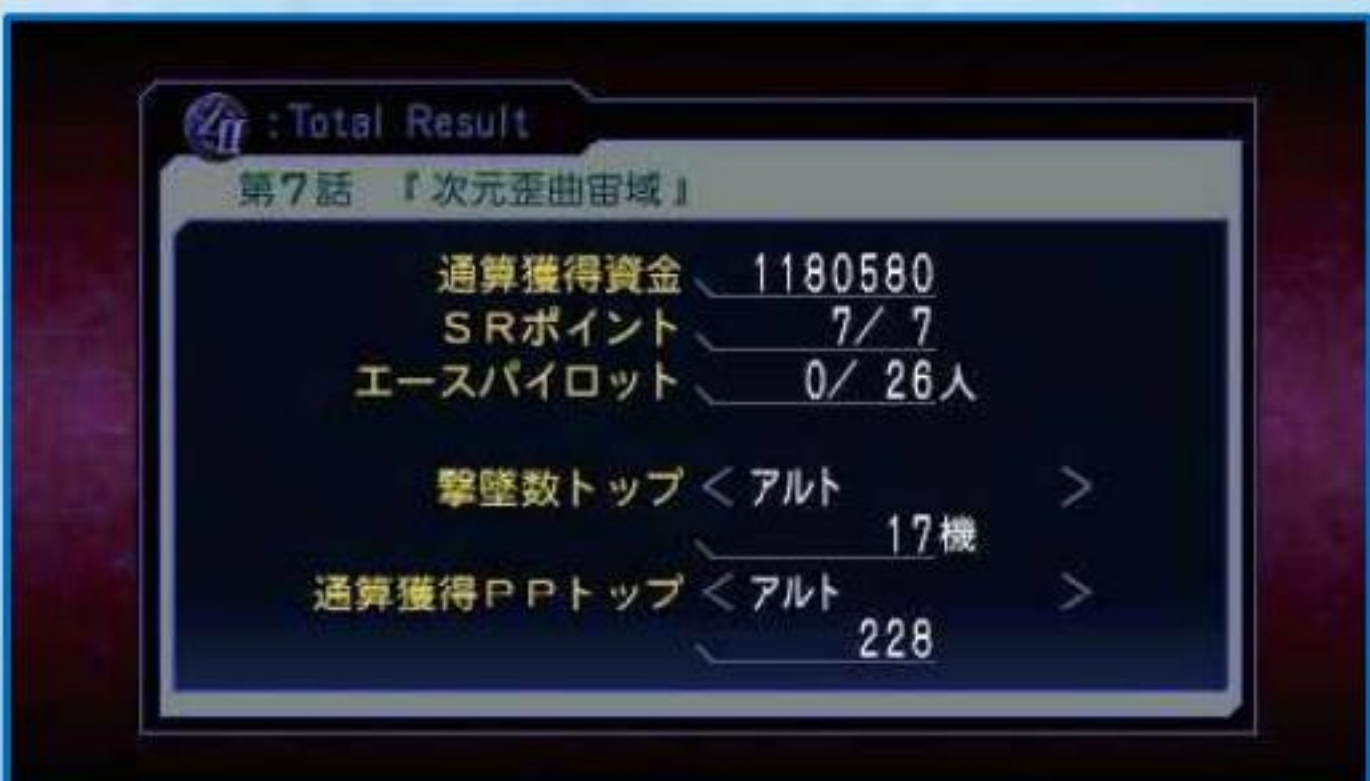 ZII :Total Result
第7話 『次元歪曲宙域』
通算獲得資金 1180580
SRポイント 7/ 7
エースパイロット 0/ 26人
撃墜数トップ < アルト >
17機
通算獲得PPトップ < アルト >
228